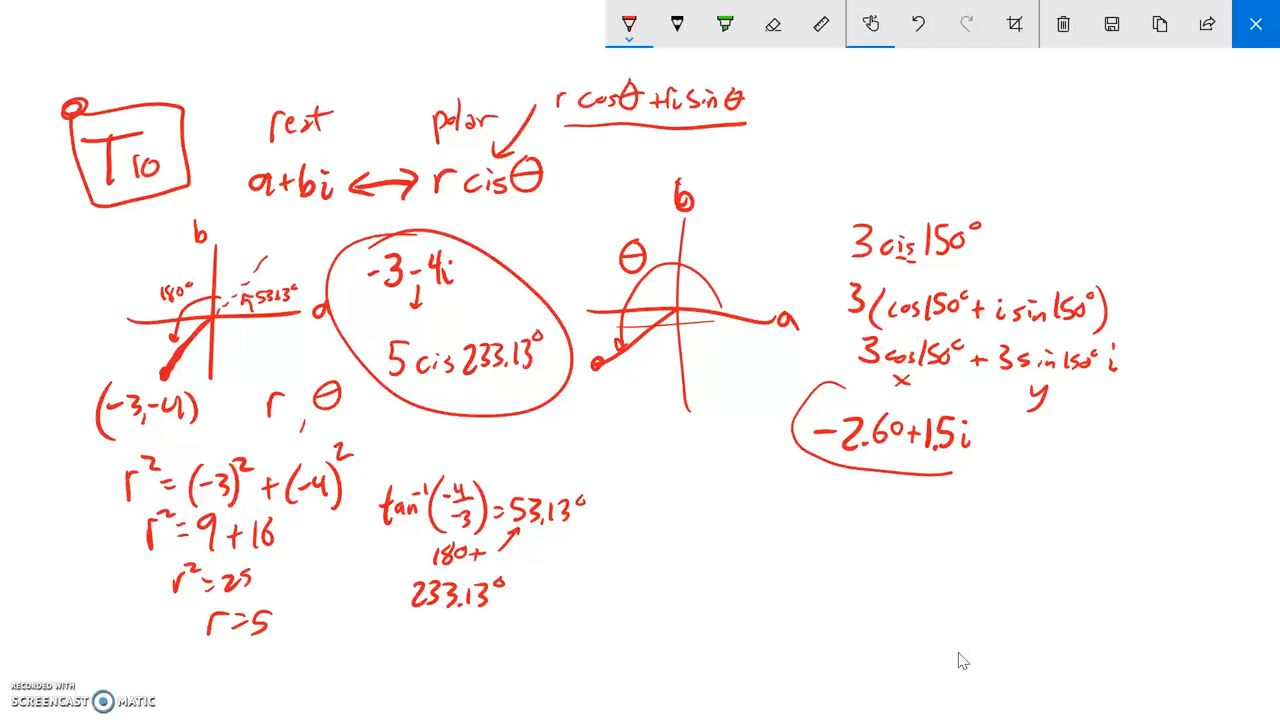 T10
rect
polar
r cosθ + r i sin θ
a+bi ↔ r cis θ
b
a
180°
53.13°
(-3,-4)
r, θ
r² = (-3)² + (-4)²
r² = 9 + 16
r² = 25
r = 5
-3-4i
↓
5 cis 233.13°
tan⁻¹(-4/-3) = 53.13°
180+
233.13°
b
θ
a
3 cis 150°
3(cos150° + i sin150°)
3cos150° + 3sin150° i
x
y
-2.60+1.5i
RECORDED WITH
SCREENCAST MATIC